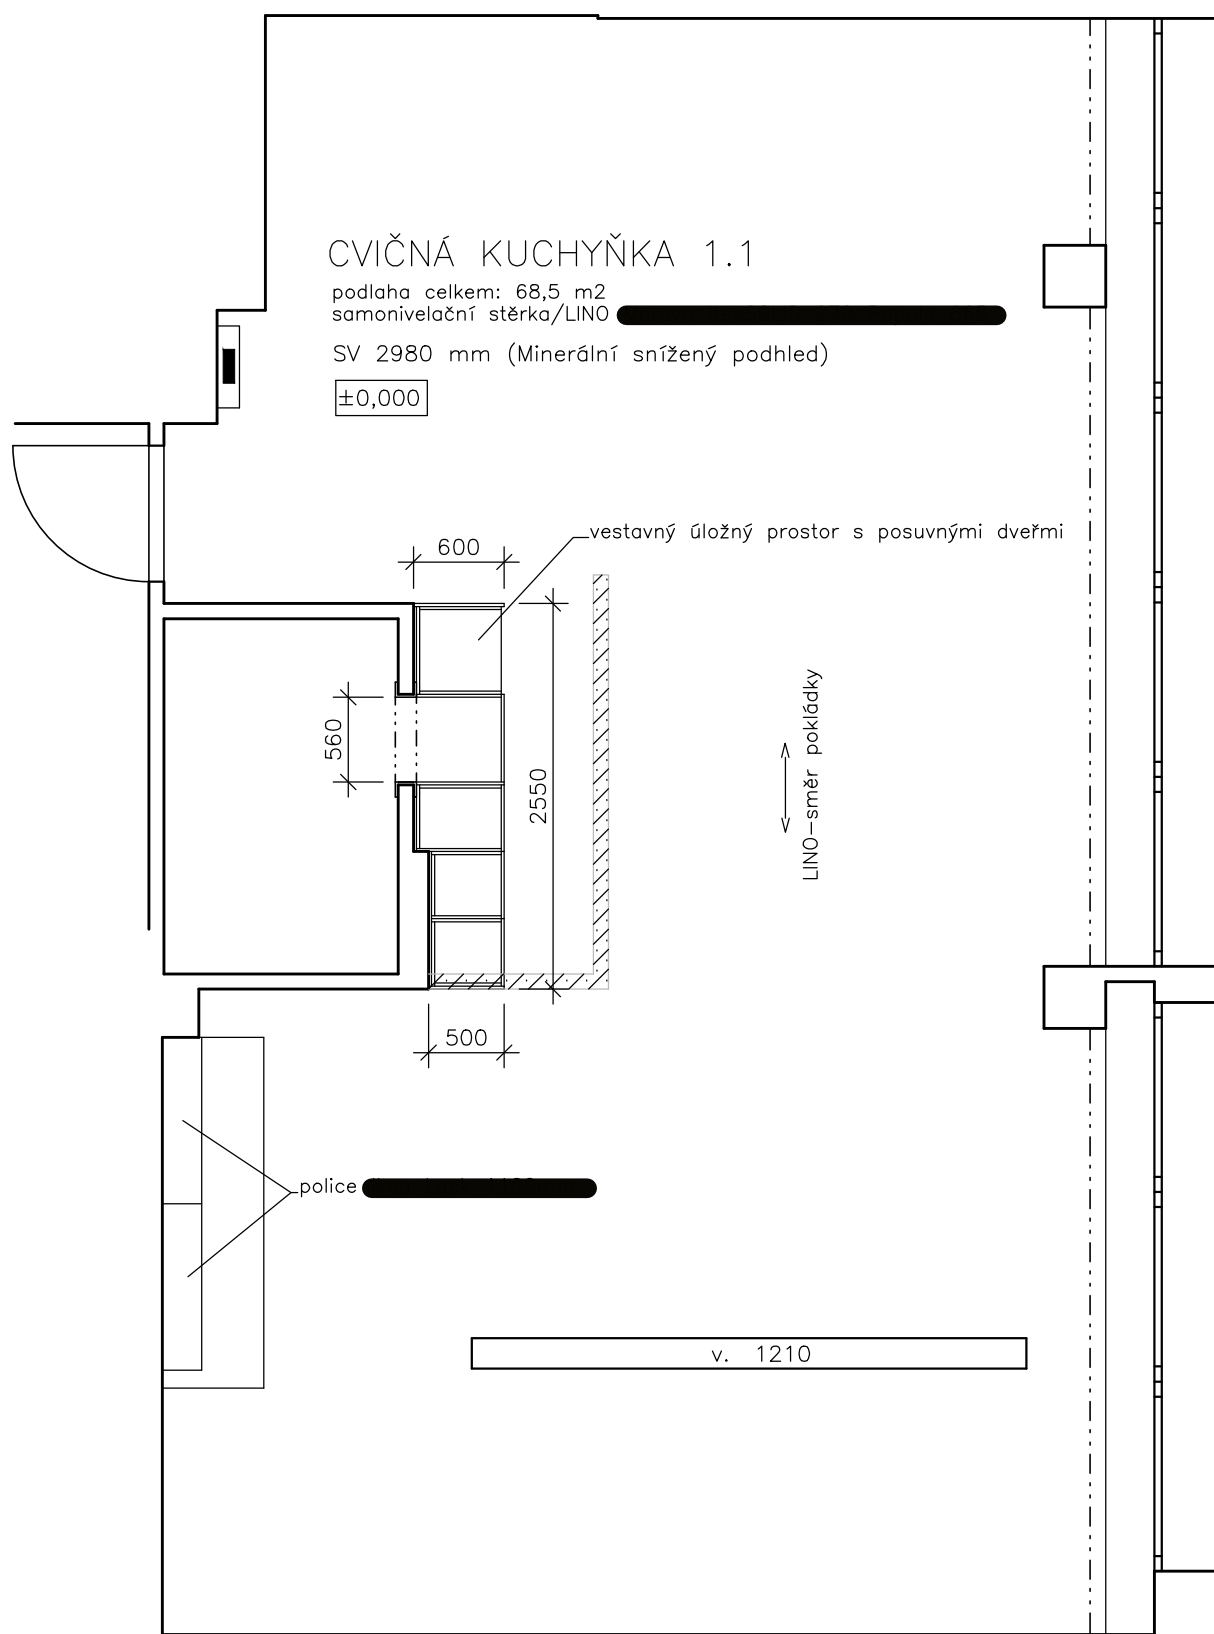 CVIČNÁ KUCHYŇKA 1.1
podlaha celkem: 68,5 m2
samonivelační stěrka/LINO
SV 2980 mm (Minerální snížený podhled)
±0,000
vestavný úložný prostor s posuvnými dveřmi
600
560
2550
LINO-směr pokládky
500
police
v. 1210